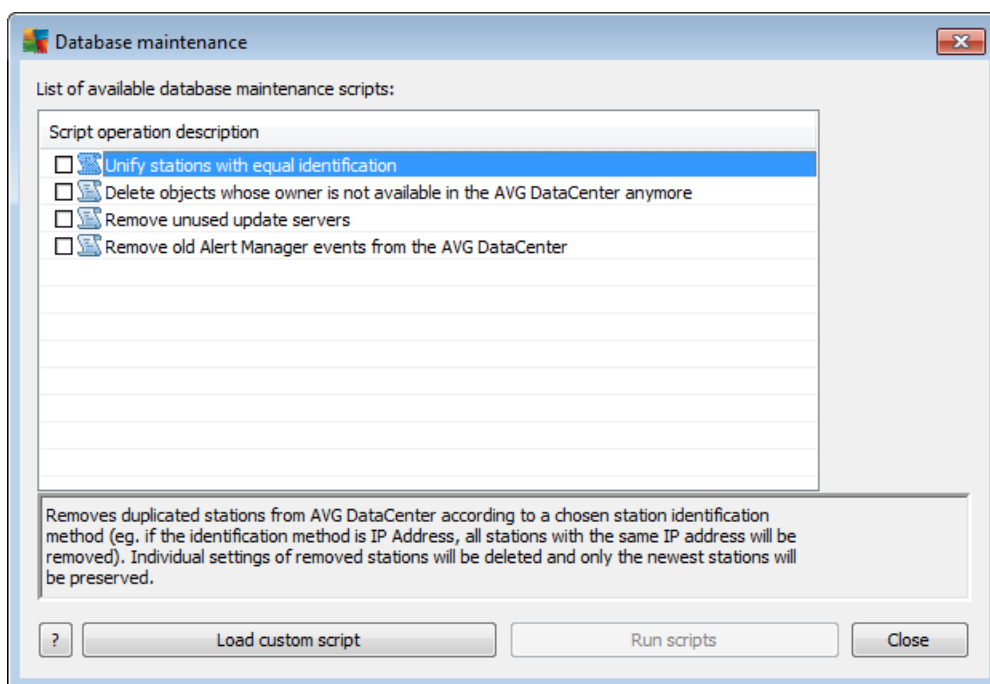 Database maintenance
List of available database maintenance scripts:
Script operation description
Unify stations with equal identification
Delete objects whose owner is not available in the AVG DataCenter anymore
Remove unused update servers
Remove old Alert Manager events from the AVG DataCenter
Removes duplicated stations from AVG DataCenter according to a chosen station identification
method (eg. if the identification method is IP Address, all stations with the same IP address will be
removed). Individual settings of removed stations will be deleted and only the newest stations will
be preserved.
? Load custom script Run scripts Close